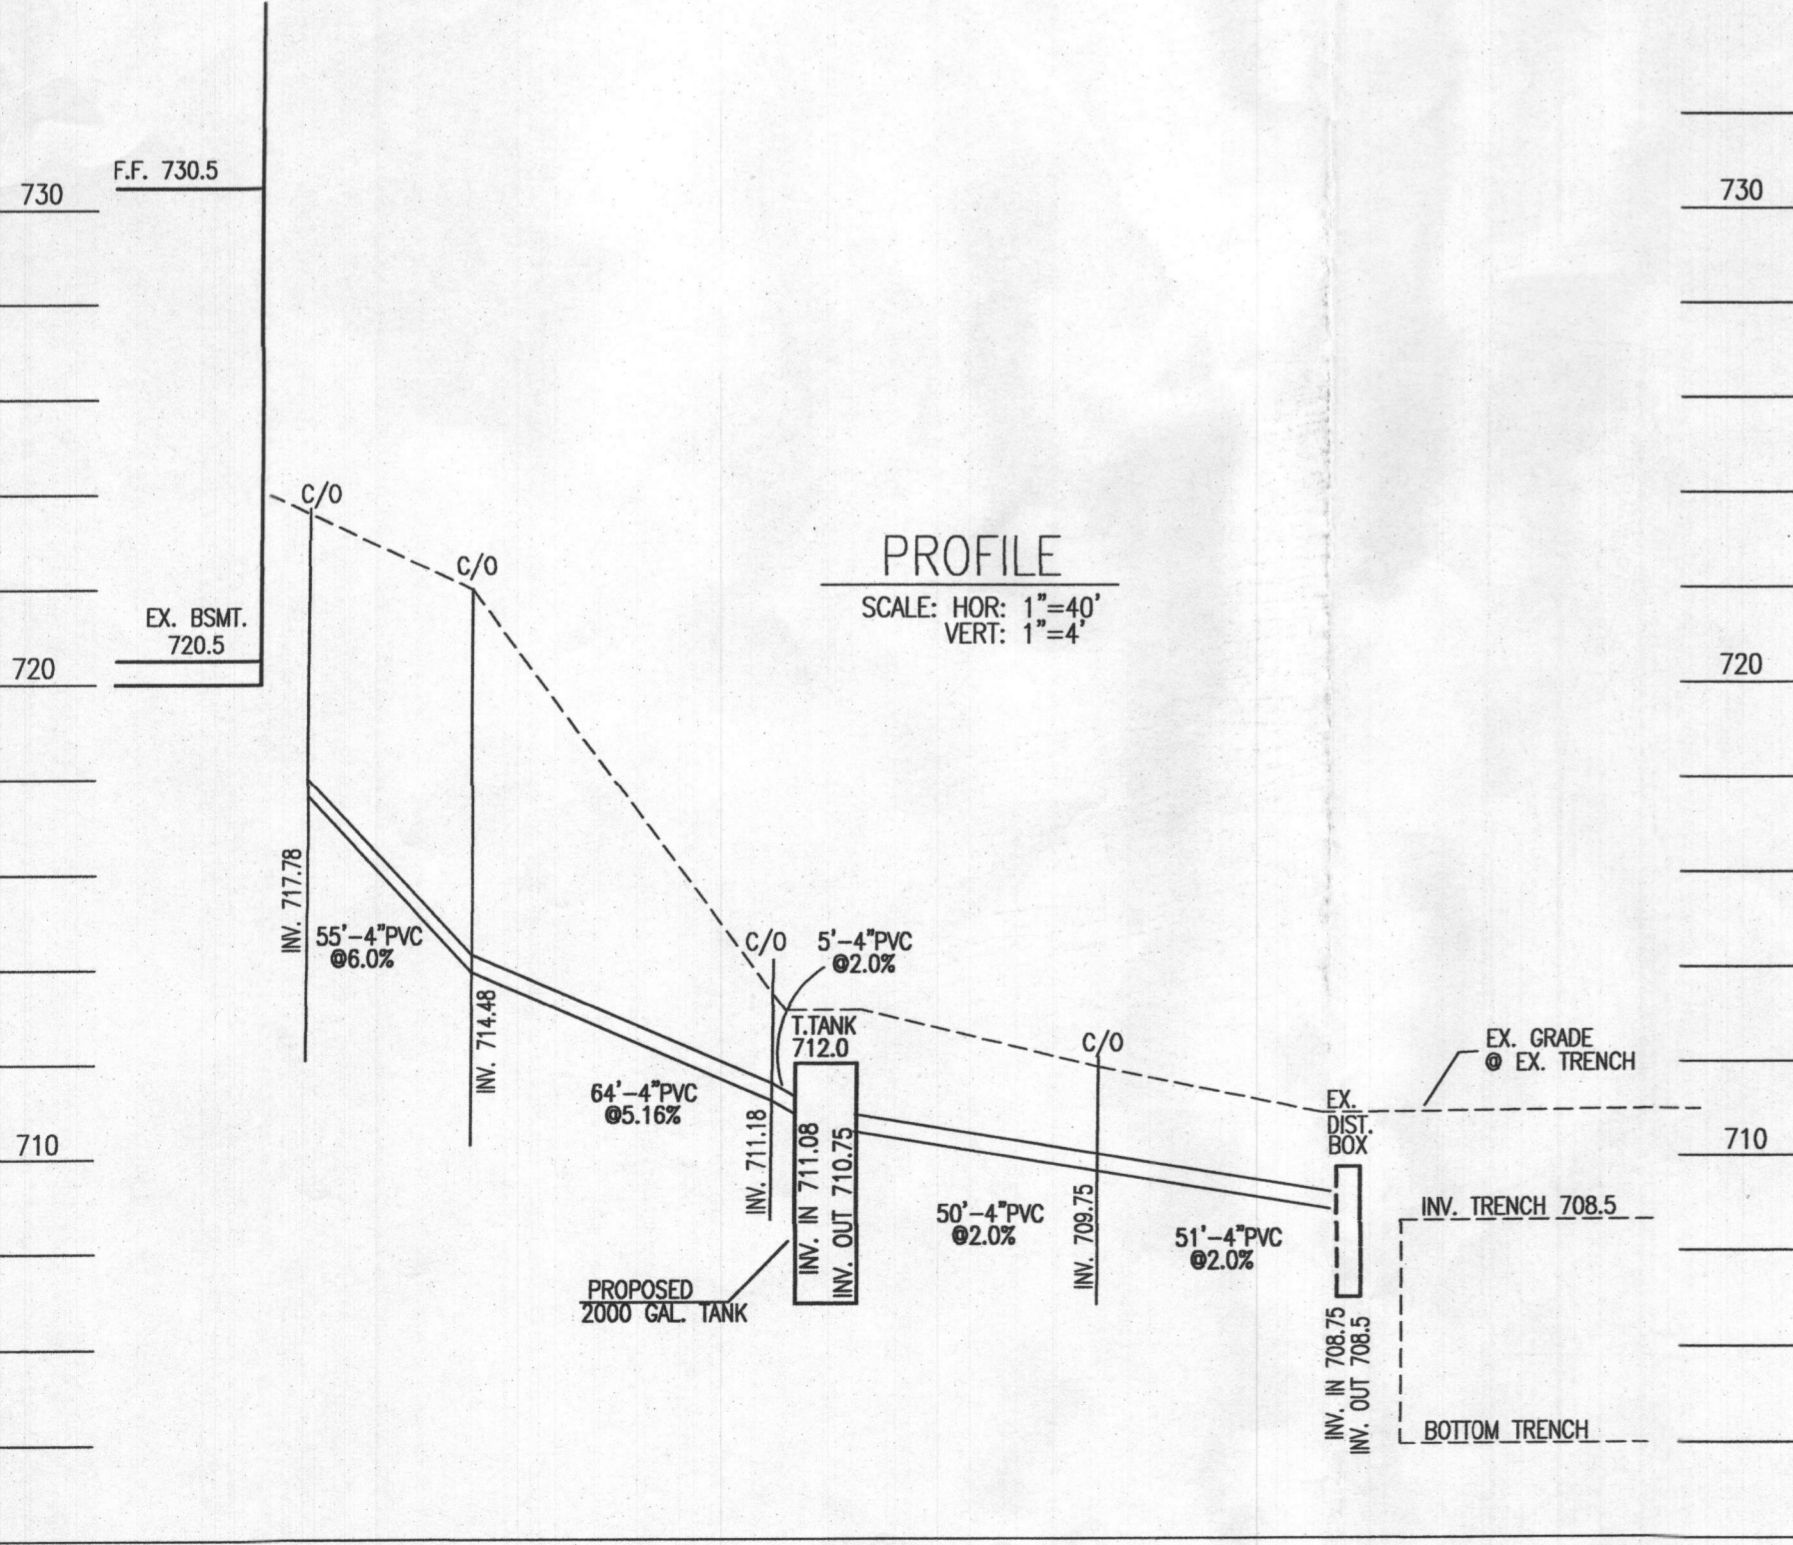 730
F.F. 730.5
730
C/O
C/O
PROFILE
SCALE: HOR: 1"=40'
VERT: 1"=4'
EX. BSMT.
720.5
720
720
INV. 717.78
55'-4"PVC
@6.0%
C/O
5'-4"PVC
@2.0%
INV. 714.48
T.TANK
712.0
C/O
EX. GRADE
@ EX. TRENCH
64'-4"PVC
@5.16%
INV. 711.18
INV. IN 711.08
INV. OUT 710.75
EX.
DIST.
BOX
710
710
50'-4"PVC
@2.0%
INV. 709.75
51'-4"PVC
@2.0%
INV. TRENCH 708.5
PROPOSED
2000 GAL. TANK
INV. IN 708.75
INV. OUT 708.5
BOTTOM TRENCH